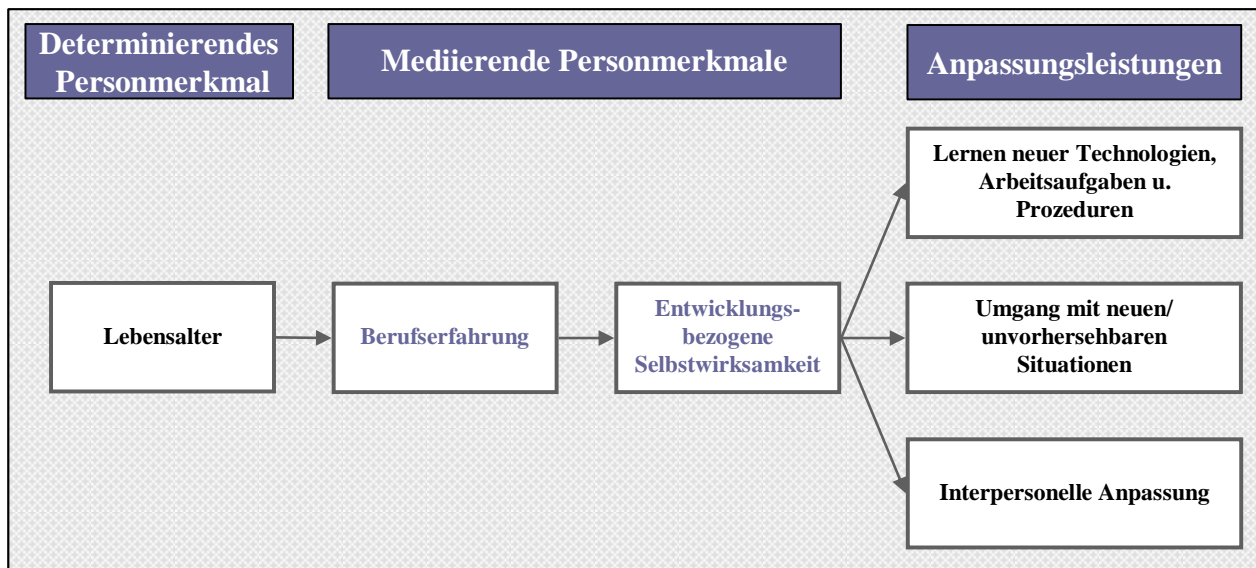 Determinierendes
Personmerkmal
Mediierende Personmerkmale
Anpassungsleistungen
Lernen neuer Technologien,
Arbeitsaufgaben u.
Prozeduren
Lebensalter
Berufserfahrung
Entwicklungs-
bezogene
Selbstwirksamkeit
Umgang mit neuen/
unvorhersehbaren
Situationen
Interpersonelle Anpassung